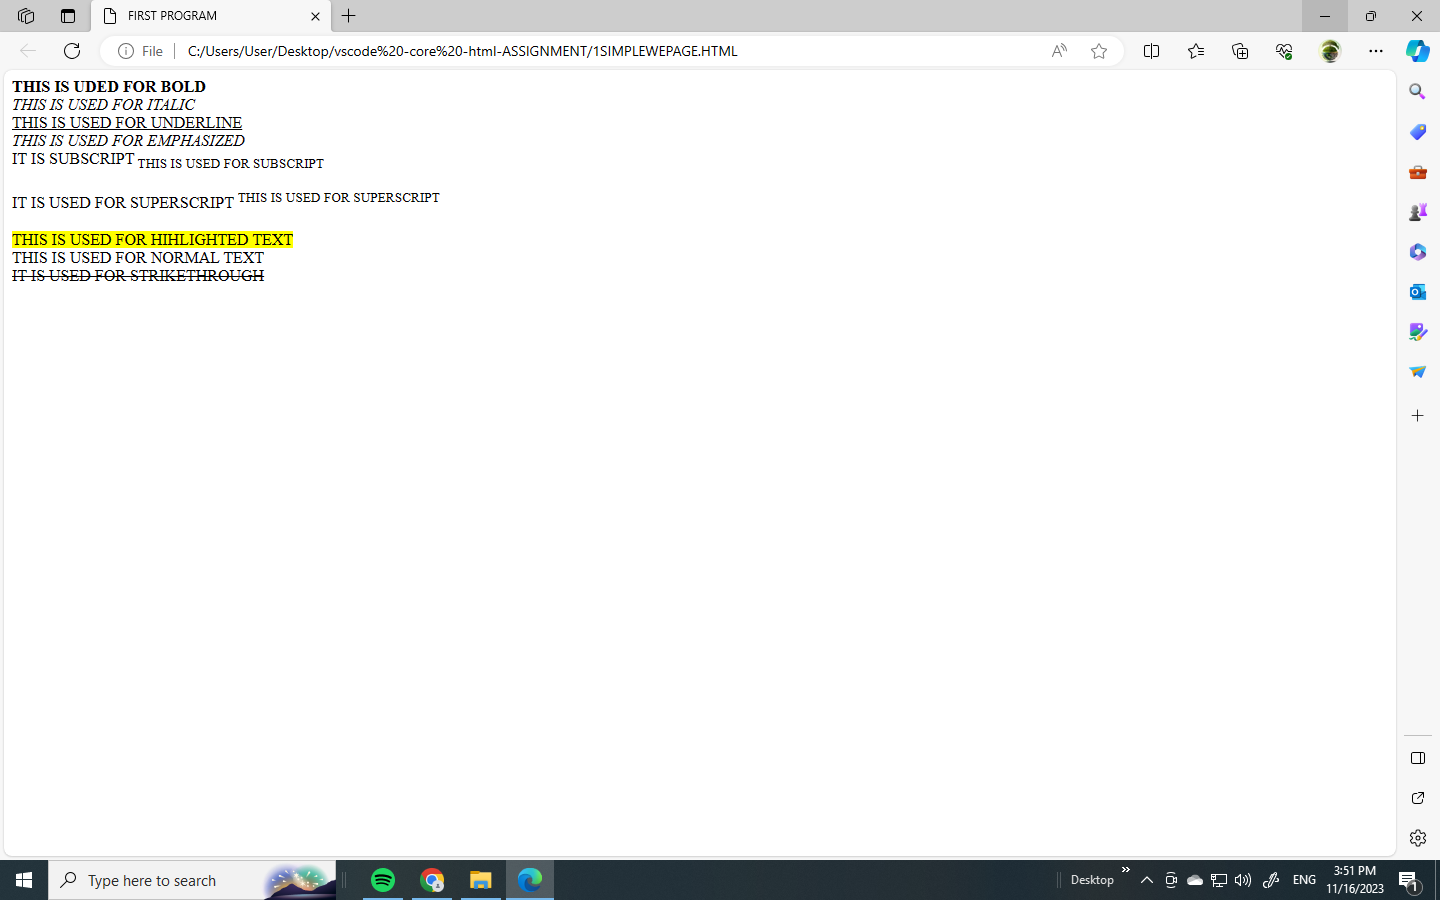 FIRST PROGRAM
File
C:/Users/User/Desktop/vscode%20-core%20-html-ASSIGNMENT/1SIMPLEWEPAGE.HTML
THIS IS UDED FOR BOLD
THIS IS USED FOR ITALIC
THIS IS USED FOR UNDERLINE
THIS IS USED FOR EMPHASIZED
IT IS SUBSCRIPT THIS IS USED FOR SUBSCRIPT
IT IS USED FOR SUPERSCRIPT THIS IS USED FOR SUPERSCRIPT
THIS IS USED FOR HIHLIGHTED TEXT
THIS IS USED FOR NORMAL TEXT
IT IS USED FOR STRIKETHROUGH
Type here to search
Desktop
ENG
3:51 PM
11/16/2023
1